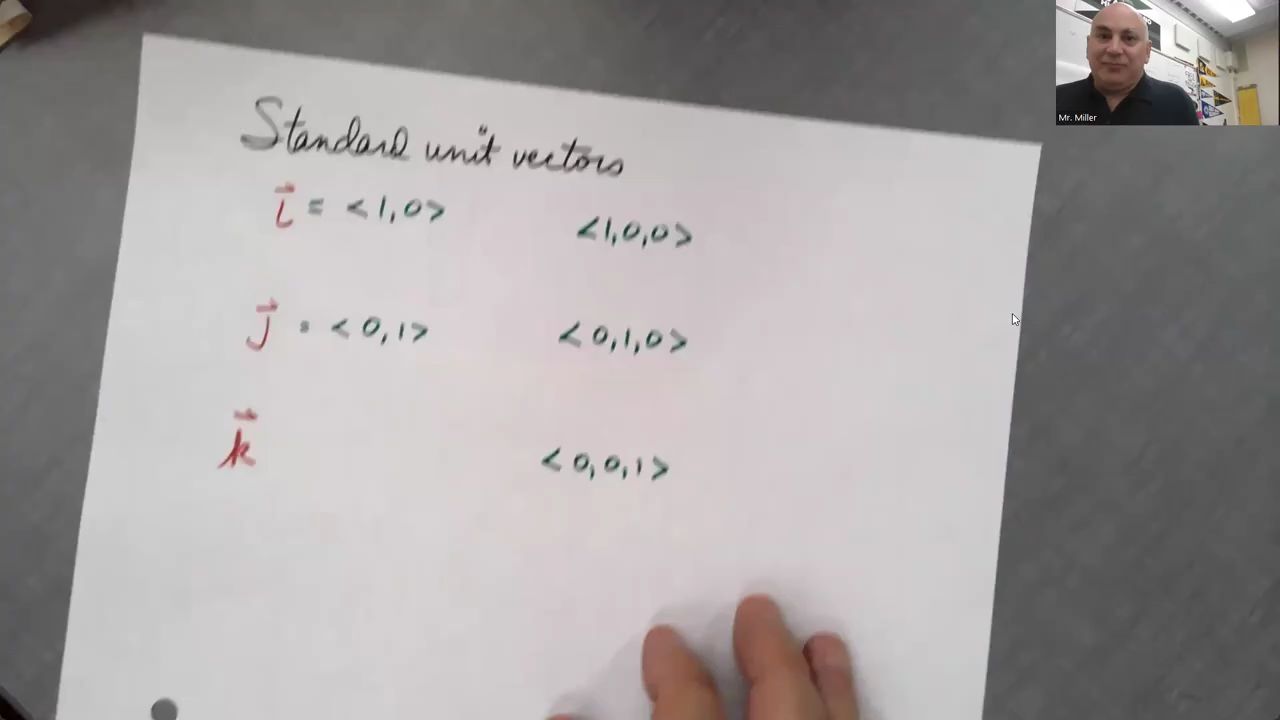 Standard unit vectors
i⃗ = <1,0> <1,0,0>
j⃗ = <0,1> <0,1,0>
k⃗ <0,0,1>
Mr. Miller